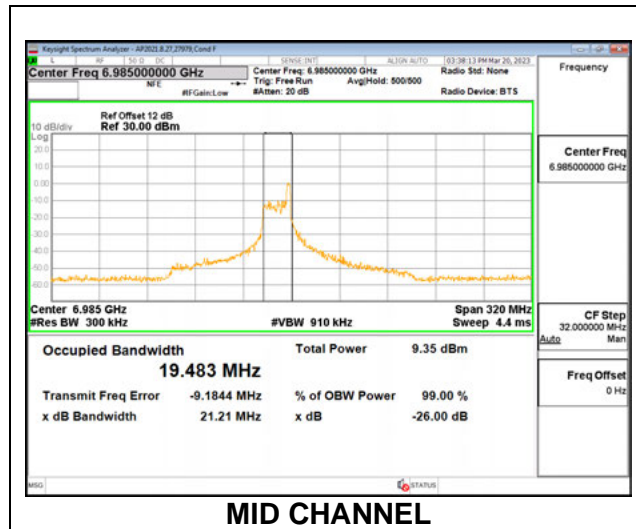 Keysight Spectrum Analyzer - AP2021.8.27,27979,Cond F
L RF 50 Ω DC SENSE:INT ALIGN AUTO 03:38:13 PM Mar 20, 2023
Center Freq 6.985000000 GHz
NFE
#IFGain:Low
Center Freq: 6.985000000 GHz
Trig: Free Run Avg|Hold: 500/500
#Atten: 20 dB
Radio Std: None
Radio Device: BTS
Frequency
Ref Offset 12 dB
10 dB/div Ref 30.00 dBm
Log
20.0
10.0
0.00
-10.0
-20.0
-30.0
-40.0
-50.0
-60.0
Center 6.985 GHz Span 320 MHz
#Res BW 300 kHz #VBW 910 kHz Sweep 4.4 ms
Occupied Bandwidth Total Power 9.35 dBm
19.483 MHz
Transmit Freq Error -9.1844 MHz % of OBW Power 99.00 %
x dB Bandwidth 21.21 MHz x dB -26.00 dB
Center Freq
6.985000000 GHz
CF Step
32.000000 MHz
Auto Man
Freq Offset
0 Hz
MSG STATUS
MID CHANNEL